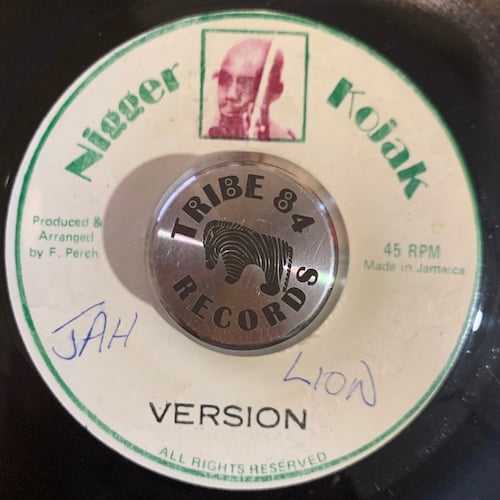 Nigger Kojak
TRIBE 84
RECORDS
Produced &
Arranged
by F. Perch
45 RPM
Made in Jamaica
JAH LION
VERSION
ALL RIGHTS RESERVED